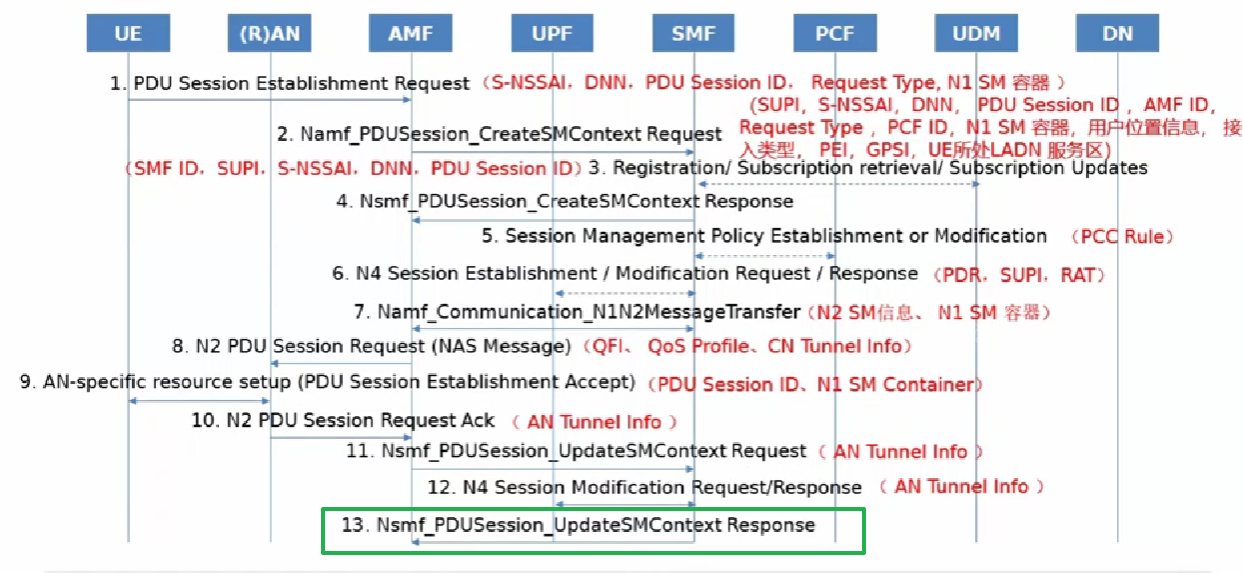 UE (R)AN AMF UPF SMF PCF UDM DN
1. PDU Session Establishment Request（S-NSSAI，DNN，PDU Session ID， Request Type, N1 SM 容器 ）
（SUPI，S-NSSAI，DNN， PDU Session ID ，AMF ID，
2. Namf_PDUSession_CreateSMContext Request Request Type ，PCF ID，N1 SM 容器，用户位置信息， 接
入类型， PEI，GPSI，UE所处LADN 服务区)
（SMF ID，SUPI，S-NSSAI，DNN，PDU Session ID）3. Registration/ Subscription retrieval/ Subscription Updates
4. Nsmf_PDUSession_CreateSMContext Response
5. Session Management Policy Establishment or Modification （PCC Rule）
6. N4 Session Establishment / Modification Request / Response （PDR，SUPI，RAT）
7. Namf_Communication_N1N2MessageTransfer（N2 SM信息、 N1 SM 容器）
8. N2 PDU Session Request (NAS Message)（QFI、 QoS Profile、CN Tunnel Info）
9. AN-specific resource setup (PDU Session Establishment Accept)（PDU Session ID、N1 SM Container）
10. N2 PDU Session Request Ack （ AN Tunnel Info ）
11. Nsmf_PDUSession_UpdateSMContext Request （ AN Tunnel Info ）
12. N4 Session Modification Request/Response （ AN Tunnel Info ）
13. Nsmf_PDUSession_UpdateSMContext Response